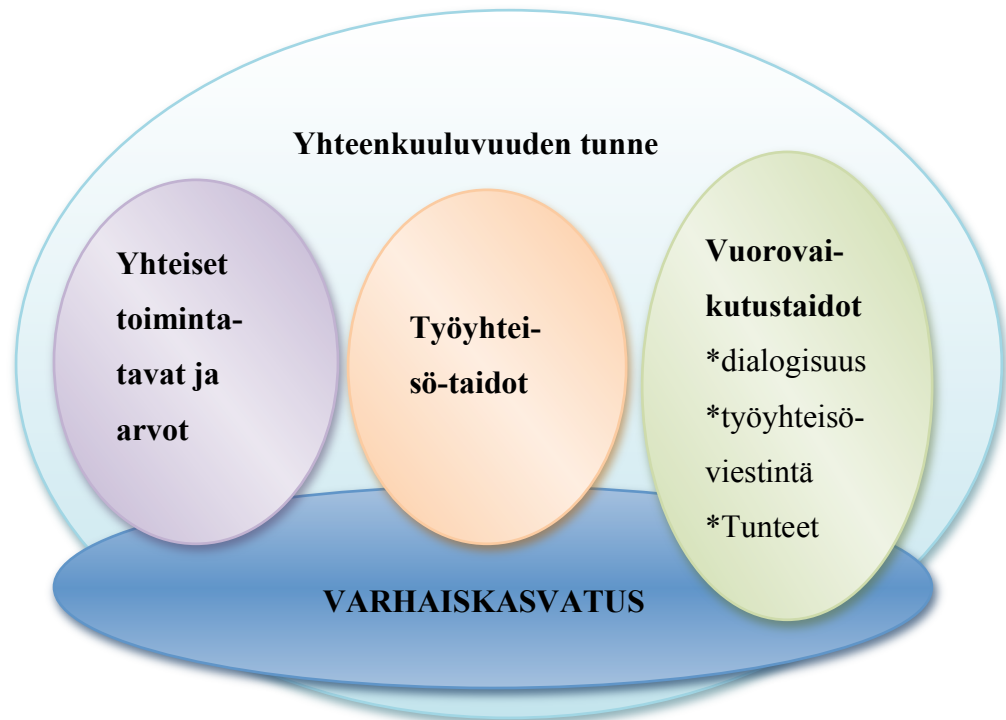 Yhteenkuuluvuuden tunne
Yhteiset
toiminta-
tavat ja
arvot
Työyhtei-
sö-taidot
Vuorovai-
kutustaidot
*dialogisuus
*työyhteisö-
viestintä
*Tunteet
VARHAISKASVATUS